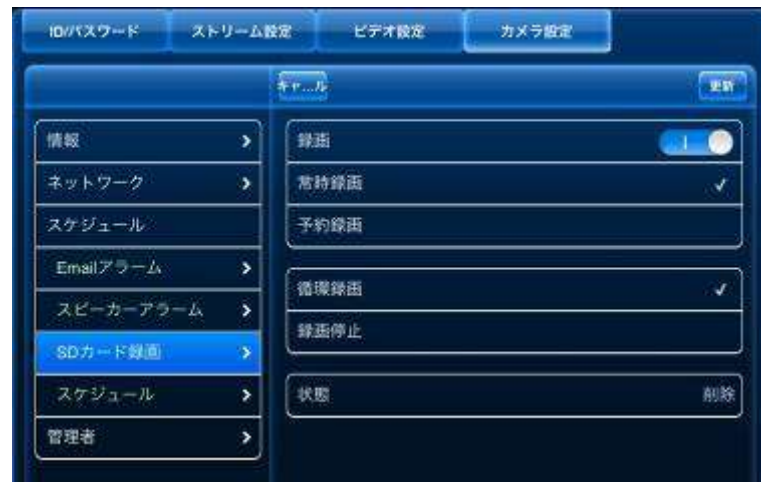 ID/パスワード
ストリーム設定
ビデオ設定
カメラ設定
キャ...ル
更新
情報
ネットワーク
スケジュール
Emailアラーム
スピーカーアラーム
SDカード録画
スケジュール
管理者
録画
常時録画
予約録画
循環録画
録画停止
状態
削除